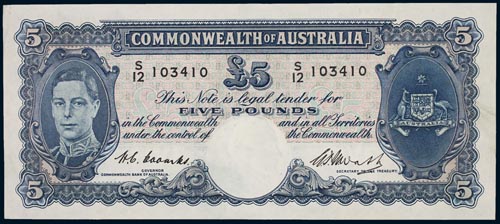 5 COMMONWEALTH OF AUSTRALIA 5
S/12 103410 £5 S/12 103410
This Note is legal tender for
FIVE POUNDS
in the Commonwealth and in all Territories
under the control of the Commonwealth.
AUSTRALIA
GOVERNOR
COMMONWEALTH BANK OF AUSTRALIA
SECRETARY TO THE TREASURY
5 5